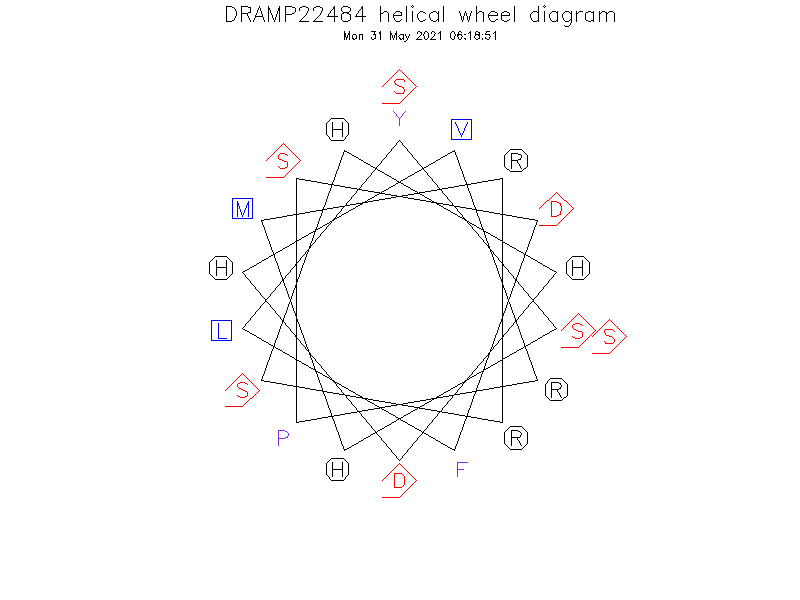 DRAMP22484 helical wheel diagram
Mon 31 May 2021 06:18:51
S
Y
H V
S R
M D
H H
L S S
S R
P R
H D F